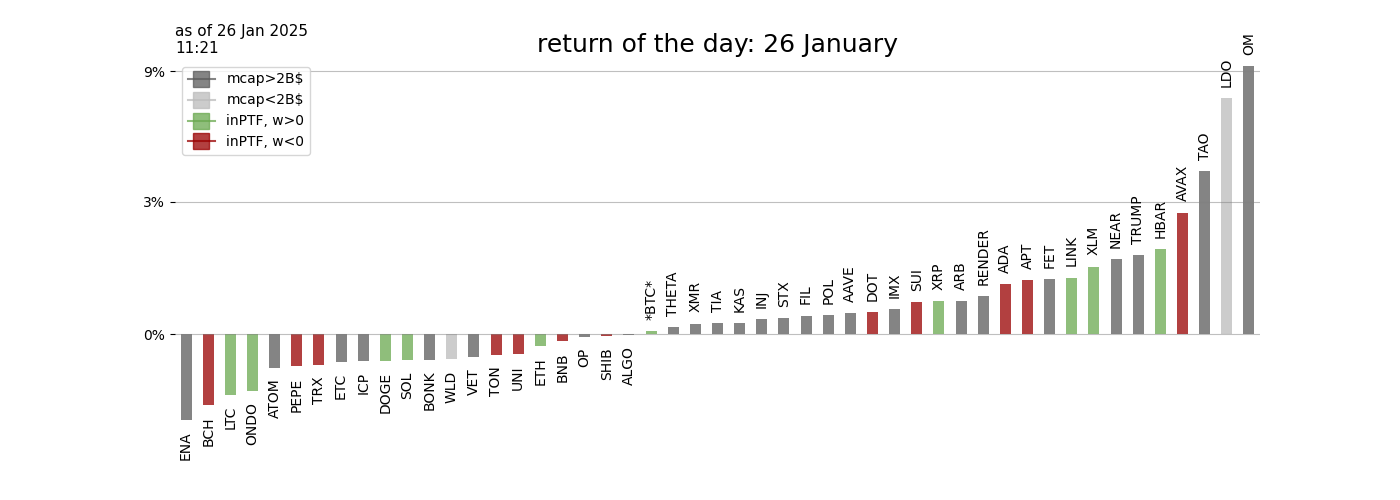 as of 26 Jan 2025
11:21
return of the day: 26 January
mcap>2B$
mcap<2B$
inPTF, w>0
inPTF, w<0
9%
3%
0%
ENA
BCH
LTC
ONDO
ATOM
PEPE
TRX
ETC
ICP
DOGE
SOL
BONK
WLD
VET
TON
UNI
ETH
BNB
OP
SHIB
ALGO
*BTC*
THETA
XMR
TIA
KAS
INJ
STX
FIL
POL
AAVE
DOT
IMX
SUI
XRP
ARB
RENDER
ADA
APT
FET
LINK
XLM
NEAR
TRUMP
HBAR
AVAX
TAO
LDO
OM